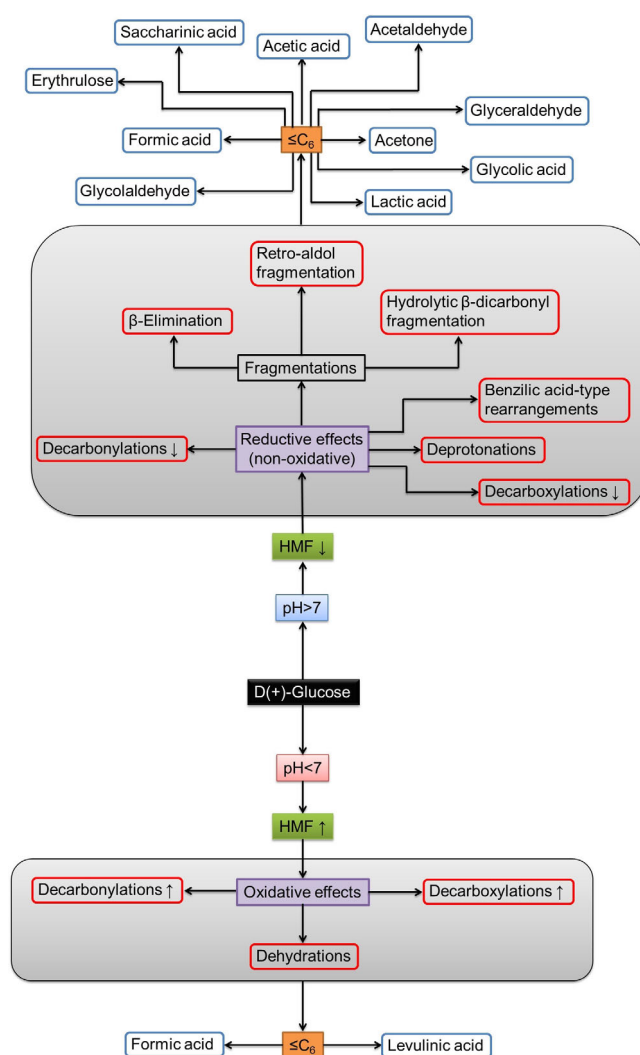 Saccharinic acid
Acetic acid
Acetaldehyde
Erythrulose
Glyceraldehyde
Formic acid
≤C₆
Acetone
Glycolic acid
Glycolaldehyde
Lactic acid
Retro-aldol
fragmentation
β-Elimination
Hydrolytic β-dicarbonyl
fragmentation
Fragmentations
Benzilic acid-type
rearrangements
Decarbonylations ↓
Reductive effects
(non-oxidative)
Deprotonations
Decarboxylations ↓
HMF ↓
pH>7
D(+)-Glucose
pH<7
HMF ↑
Decarbonylations ↑
Oxidative effects
Decarboxylations ↑
Dehydrations
Formic acid
≤C₆
Levulinic acid